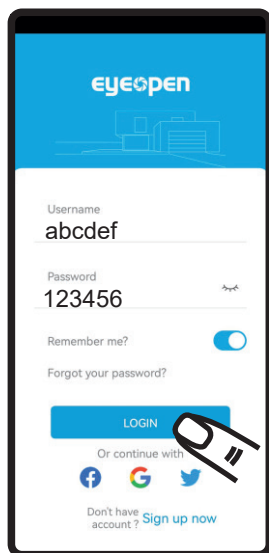 eyeopen
Username
abcdef
Password
123456
Remember me?
Forgot your password?
LOGIN
Or continue with
Don't have
account ? Sign up now